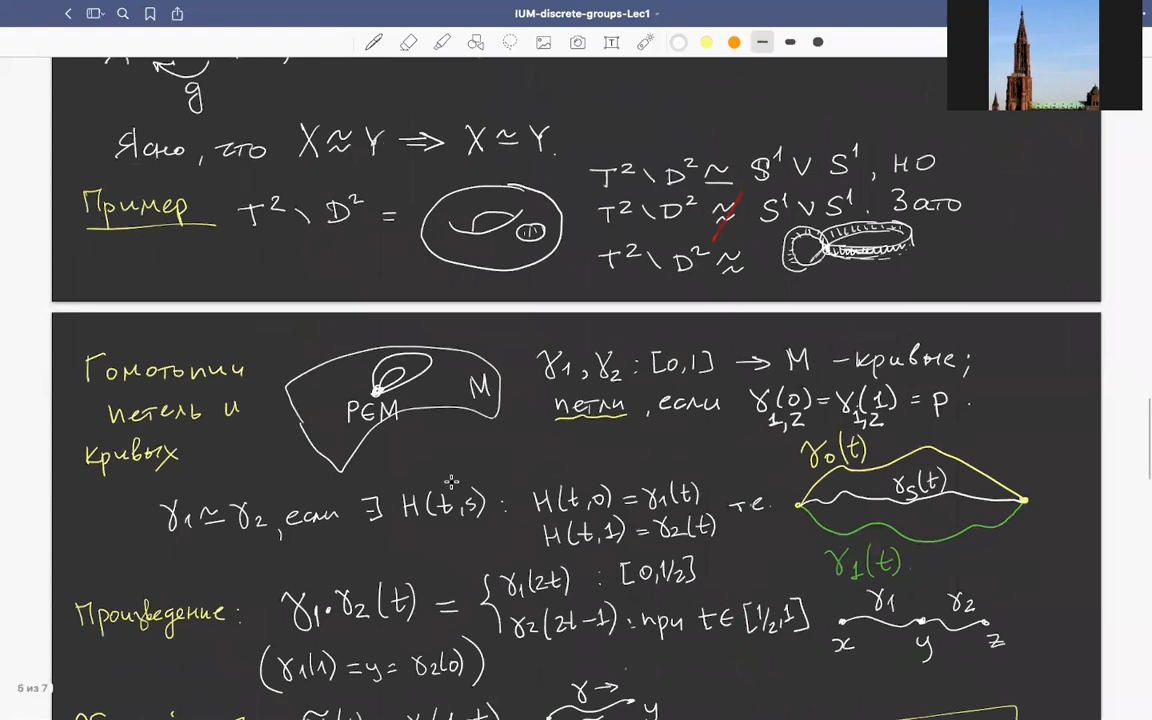 IUM-discrete-groups-Lec1
g
Ясно, что X ≈ Y ⟹ X ≃ Y.
Пример T² \ D² =
T² \ D² ≃ S¹ ∨ S¹, но
T² \ D² ≉ S¹ ∨ S¹. Зато
T² \ D² ≈
Гомотопии
петель и
кривых
p ∈ M
M
γ1, γ2 : [0,1] → M - кривые;
петли, если γ1,2(0) = γ1,2(1) = p.
γ1 ≃ γ2, если ∃ H(t,s) : H(t,0) = γ1(t)
H(t,1) = γ2(t) т.е.
γ0(t)
γs(t)
γ1(t)
Произведение: γ1·γ2(t) = { γ1(2t) : [0,1/2]
γ2(2t-1) : при t ∈ [1/2,1]
(γ1(1) = y = γ2(0))
γ1 γ2
x y z
5 из 7
γ →
y